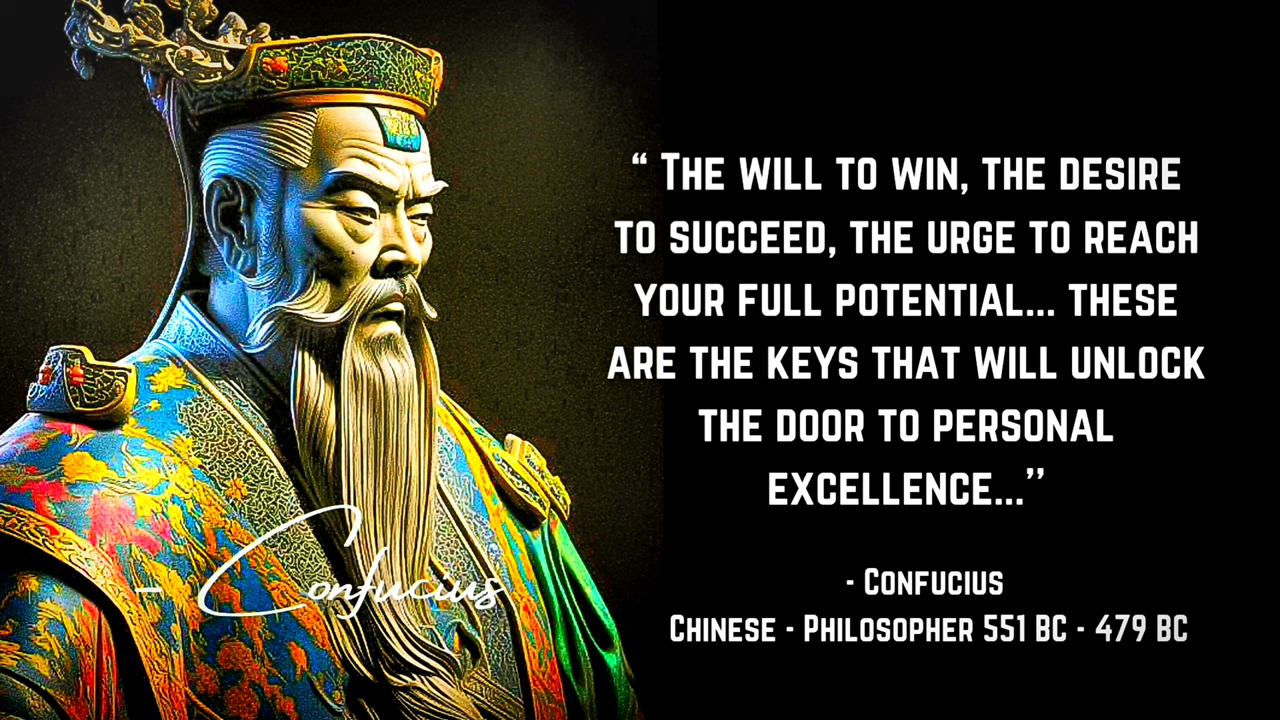 “ The will to win, the desire
to succeed, the urge to reach
your full potential... these
are the keys that will unlock
the door to personal
excellence...’’
- Confucius
Chinese - Philosopher 551 BC - 479 BC
- Confucius